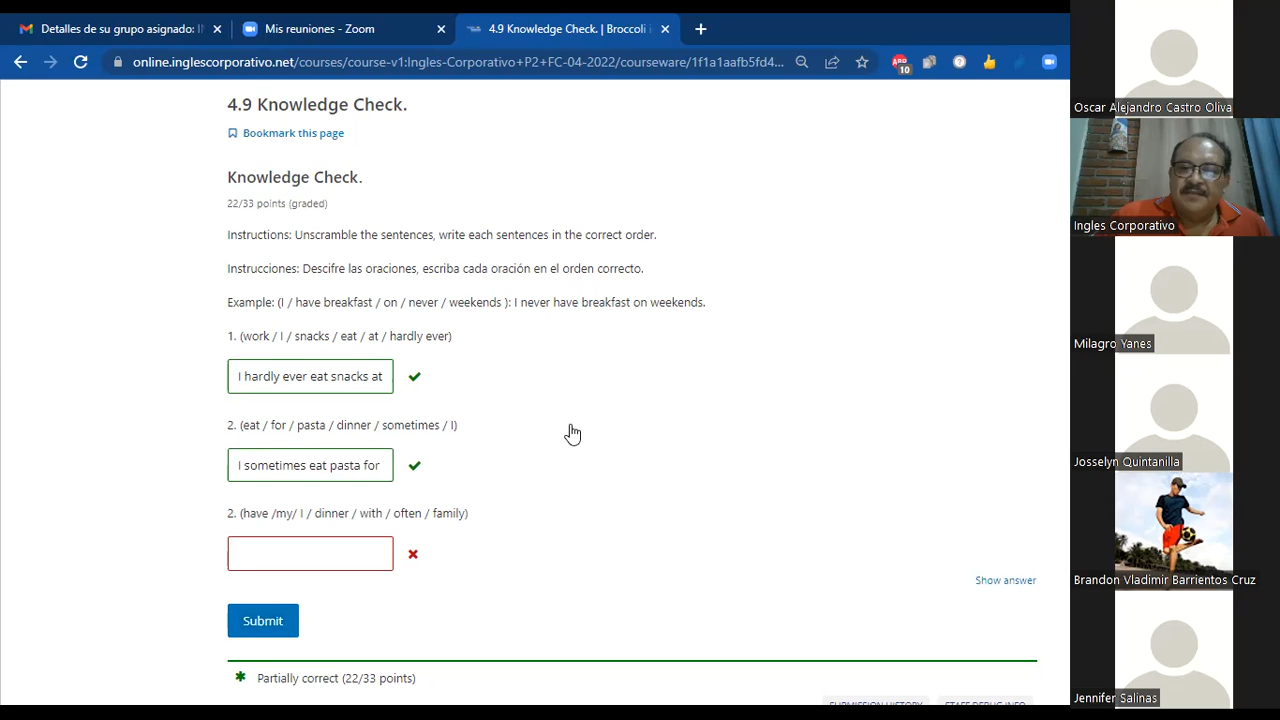 Detalles de su grupo asignado: I
Mis reuniones - Zoom
4.9 Knowledge Check. | Broccoli
online.inglescorporativo.net/courses/course-v1:Ingles-Corporativo+P2+FC-04-2022/courseware/1f1a1aafb5fd4...
10
4.9 Knowledge Check.
Bookmark this page
Knowledge Check.
22/33 points (graded)
Instructions: Unscramble the sentences, write each sentences in the correct order.
Instrucciones: Descifre las oraciones, escriba cada oración en el orden correcto.
Example: (I / have breakfast / on / never / weekends ): I never have breakfast on weekends.
1. (work / I / snacks / eat / at / hardly ever)
I hardly ever eat snacks at
2. (eat / for / pasta / dinner / sometimes / I)
I sometimes eat pasta for
2. (have /my/ I / dinner / with / often / family)
Show answer
Submit
Partially correct (22/33 points)
SUBMISSION HISTORY
STAFF DEBUG INFO
Oscar Alejandro Castro Oliva
Ingles Corporativo
Milagro Yanes
Josselyn Quintanilla
Brandon Vladimir Barrientos Cruz
Jennifer Salinas